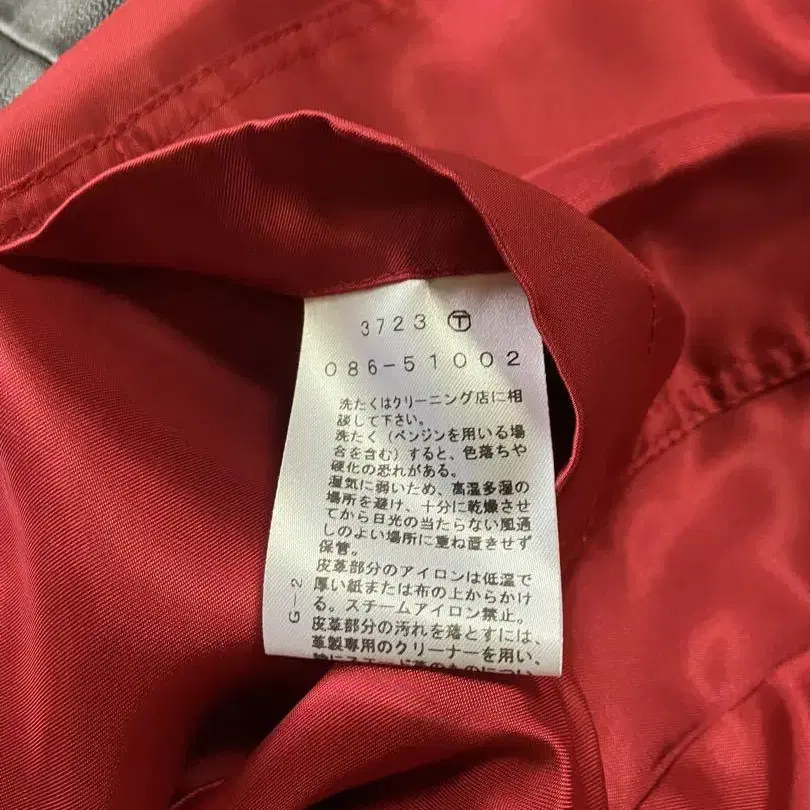 3723 Ⓣ
086-51002
洗たくはクリーニング店に相
談して下さい。
洗たく（ベンジンを用いる場
合を含む）すると、色落ちや
硬化の恐れがある。
湿気に弱いため、高温多湿の
場所を避け、十分に乾燥させ
てから日光の当たらない風通
しのよい場所に重ね置きせず
保管。
皮革部分のアイロンは低温で
厚い紙または布の上からかけ
る。スチームアイロン禁止。
皮革部分の汚れを落とすには、
革製専用のクリーナーを用い、
G-2